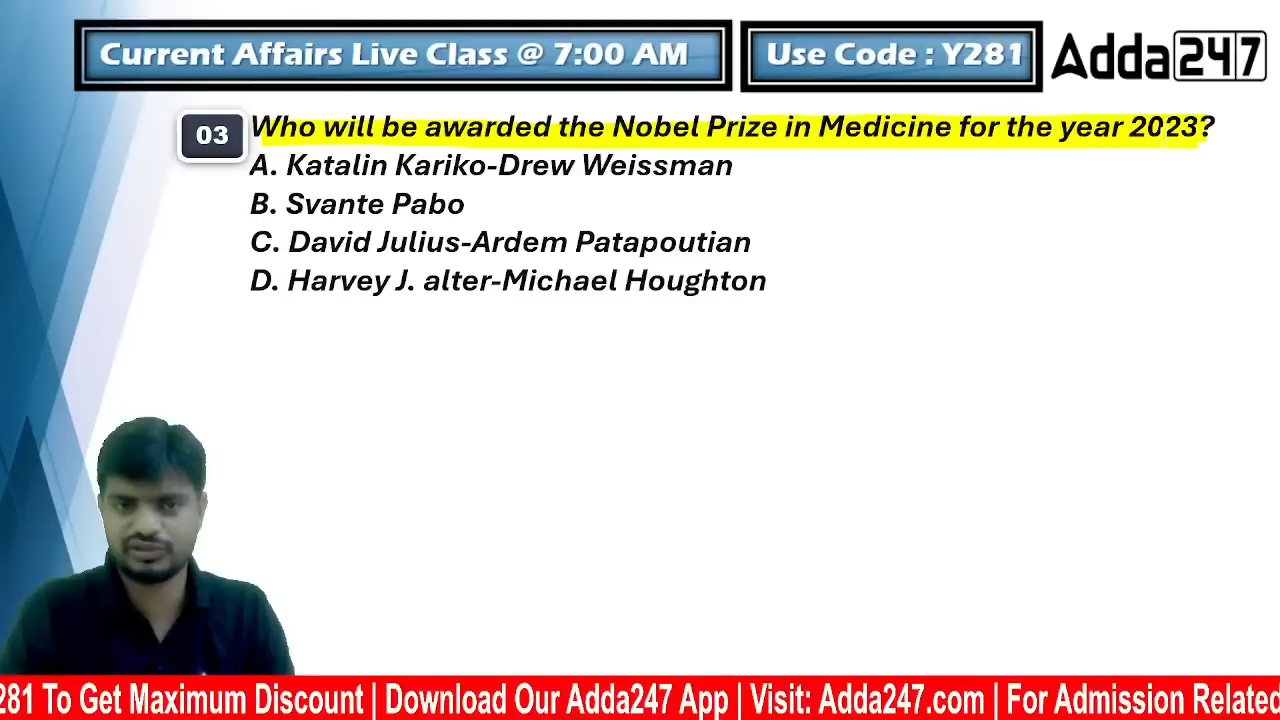 Current Affairs Live Class @ 7:00 AM
Use Code : Y281
Adda247
03
Who will be awarded the Nobel Prize in Medicine for the year 2023?
A. Katalin Kariko-Drew Weissman
B. Svante Pabo
C. David Julius-Ardem Patapoutian
D. Harvey J. alter-Michael Houghton
281 To Get Maximum Discount | Download Our Adda247 App | Visit: Adda247.com | For Admission Related